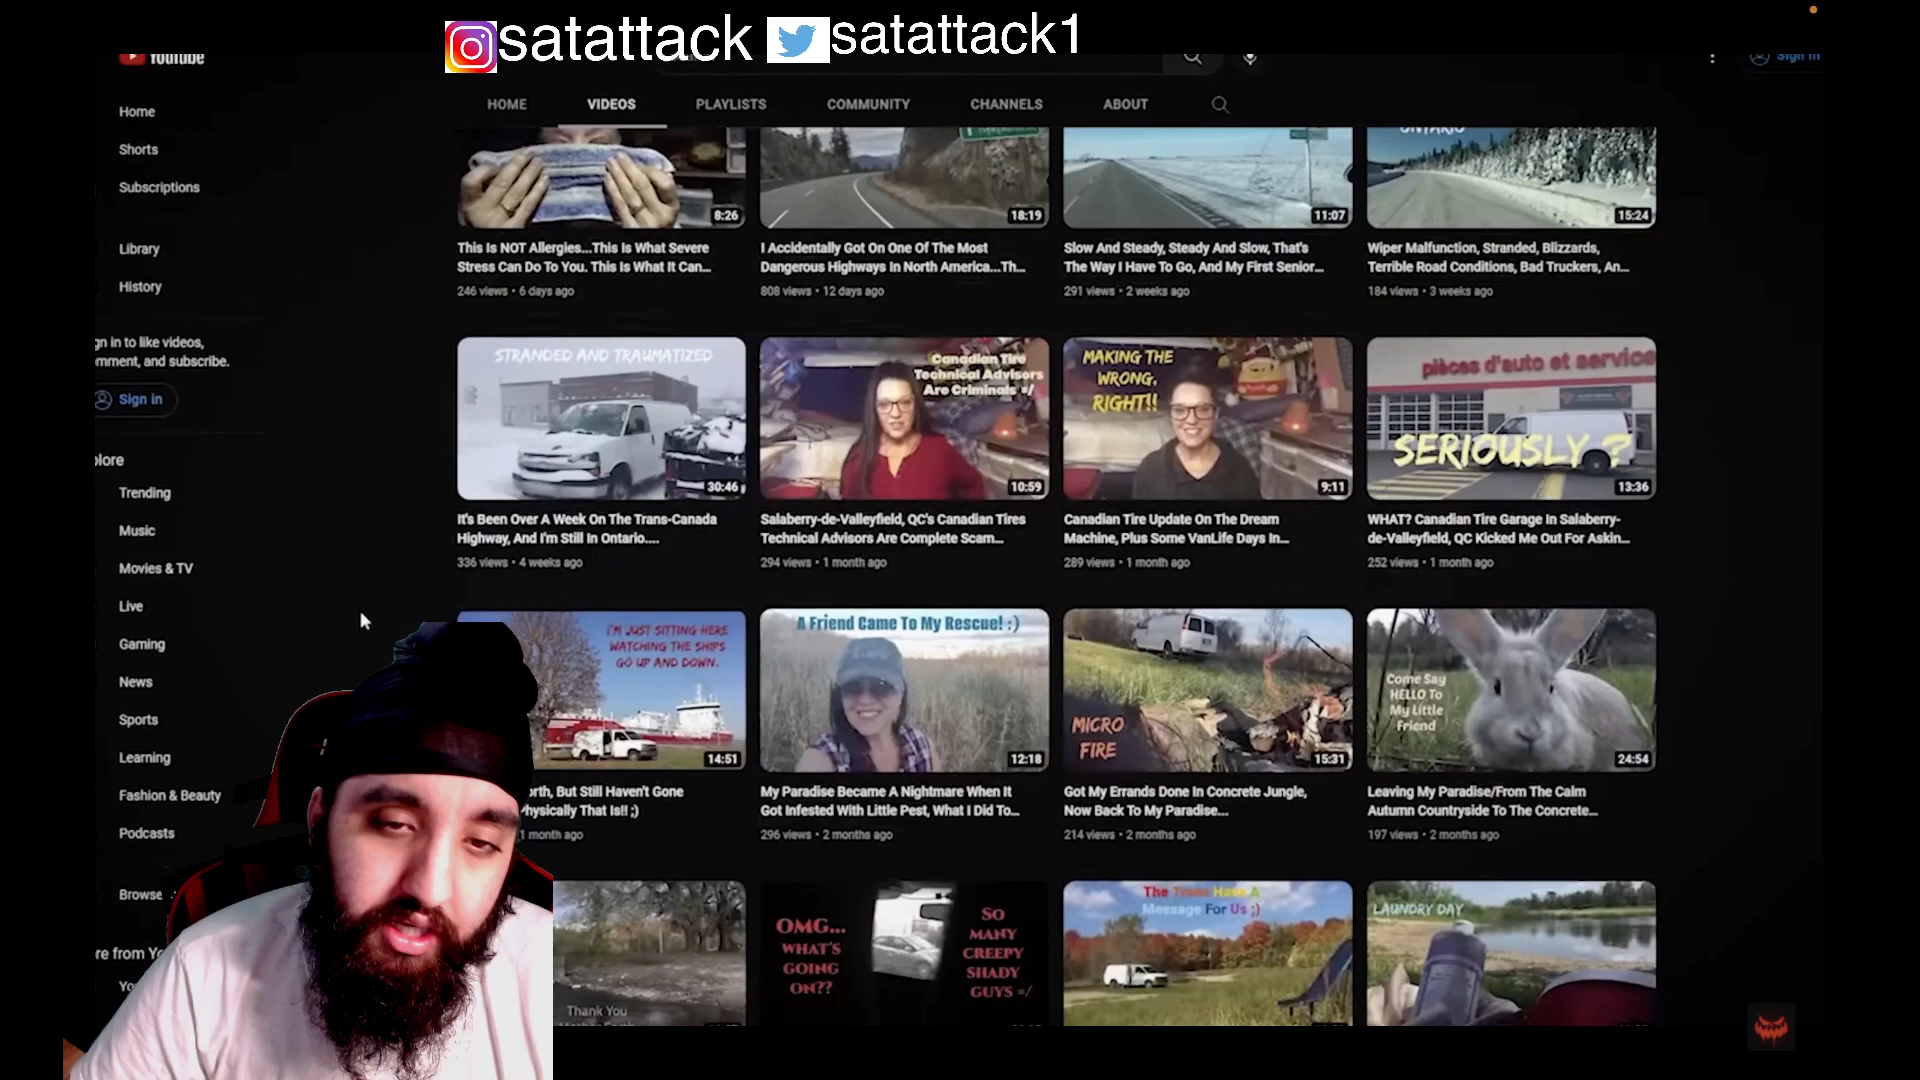 satattack
satattack1
YouTube
Sign in
Home
Shorts
Subscriptions
Library
History
gn in to like videos,
mment, and subscribe.
Sign in
plore
Trending
Music
Movies & TV
Live
Gaming
News
Sports
Learning
Fashion & Beauty
Podcasts
Browse
re from Yo
Yo
HOME
VIDEOS
PLAYLISTS
COMMUNITY
CHANNELS
ABOUT
8:26
18:19
11:07
ONTARIO
15:24
This Is NOT Allergies...This Is What Severe
Stress Can Do To You. This Is What It Can...
246 views • 6 days ago
I Accidentally Got On One Of The Most
Dangerous Highways In North America...Th...
808 views • 12 days ago
Slow And Steady, Steady And Slow, That's
The Way I Have To Go, And My First Senior...
291 views • 2 weeks ago
Wiper Malfunction, Stranded, Blizzards,
Terrible Road Conditions, Bad Truckers, An...
184 views • 3 weeks ago
STRANDED AND TRAUMATIZED
30:46
Canadian Tire
Technical Advisors
Are Criminals =/
10:59
MAKING THE
WRONG,
RIGHT!!
9:11
pièces d'auto et service
SERIOUSLY ?
13:36
It's Been Over A Week On The Trans-Canada
Highway, And I'm Still In Ontario....
336 views • 4 weeks ago
Salaberry-de-Valleyfield, QC's Canadian Tires
Technical Advisors Are Complete Scam...
294 views • 1 month ago
Canadian Tire Update On The Dream
Machine, Plus Some VanLife Days In...
289 views • 1 month ago
WHAT? Canadian Tire Garage In Salaberry-
de-Valleyfield, QC Kicked Me Out For Askin...
252 views • 1 month ago
I'M JUST SITTING HERE
WATCHING THE SHIPS
GO UP AND DOWN.
14:51
A Friend Came To My Rescue! :)
12:18
MICRO
FIRE
15:31
Come Say
HELLO To
My Little
Friend
24:54
orth, But Still Haven't Gone
Physically That Is!! ;)
1 month ago
My Paradise Became A Nightmare When It
Got Infested With Little Pest, What I Did To...
296 views • 2 months ago
Got My Errands Done In Concrete Jungle,
Now Back To My Paradise...
214 views • 2 months ago
Leaving My Paradise/From The Calm
Autumn Countryside To The Concrete...
197 views • 2 months ago
Thank You
OMG...
WHAT'S
GOING
ON??
SO
MANY
CREEPY
SHADY
GUYS =/
The Trees Have A
Message For Us ;)
LAUNDRY DAY